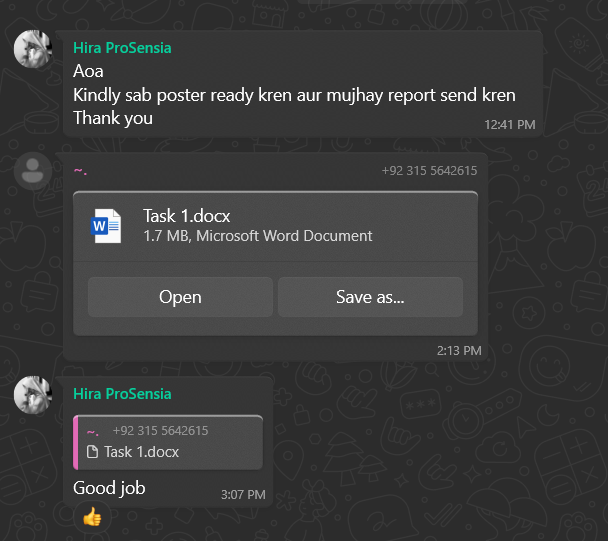 Hira ProSensia
Aoa
Kindly sab poster ready kren aur mujhay report send kren
Thank you
12:41 PM
~.
+92 315 5642615
W
Task 1.docx
1.7 MB, Microsoft Word Document
Open
Save as...
2:13 PM
Hira ProSensia
~. +92 315 5642615
Task 1.docx
Good job
3:07 PM
👍